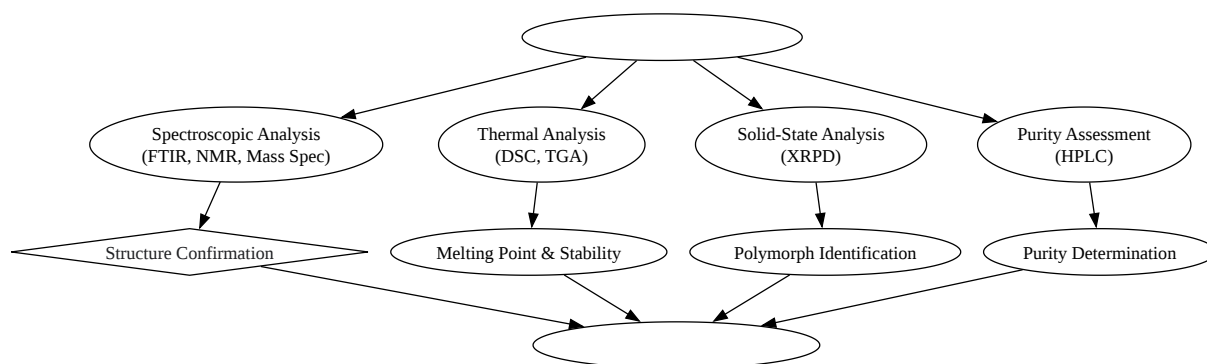 Spectroscopic Analysis
(FTIR, NMR, Mass Spec)
Thermal Analysis
(DSC, TGA)
Solid-State Analysis
(XRPD)
Purity Assessment
(HPLC)
Structure Confirmation
Melting Point & Stability
Polymorph Identification
Purity Determination